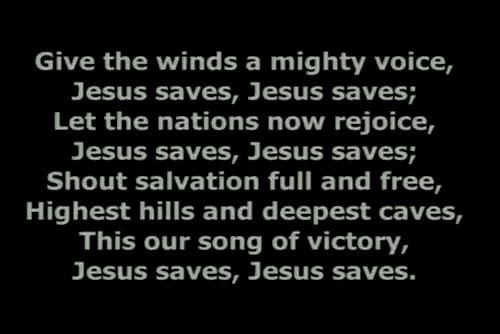 Give the winds a mighty voice,
Jesus saves, Jesus saves;
Let the nations now rejoice,
Jesus saves, Jesus saves;
Shout salvation full and free,
Highest hills and deepest caves,
This our song of victory,
Jesus saves, Jesus saves.